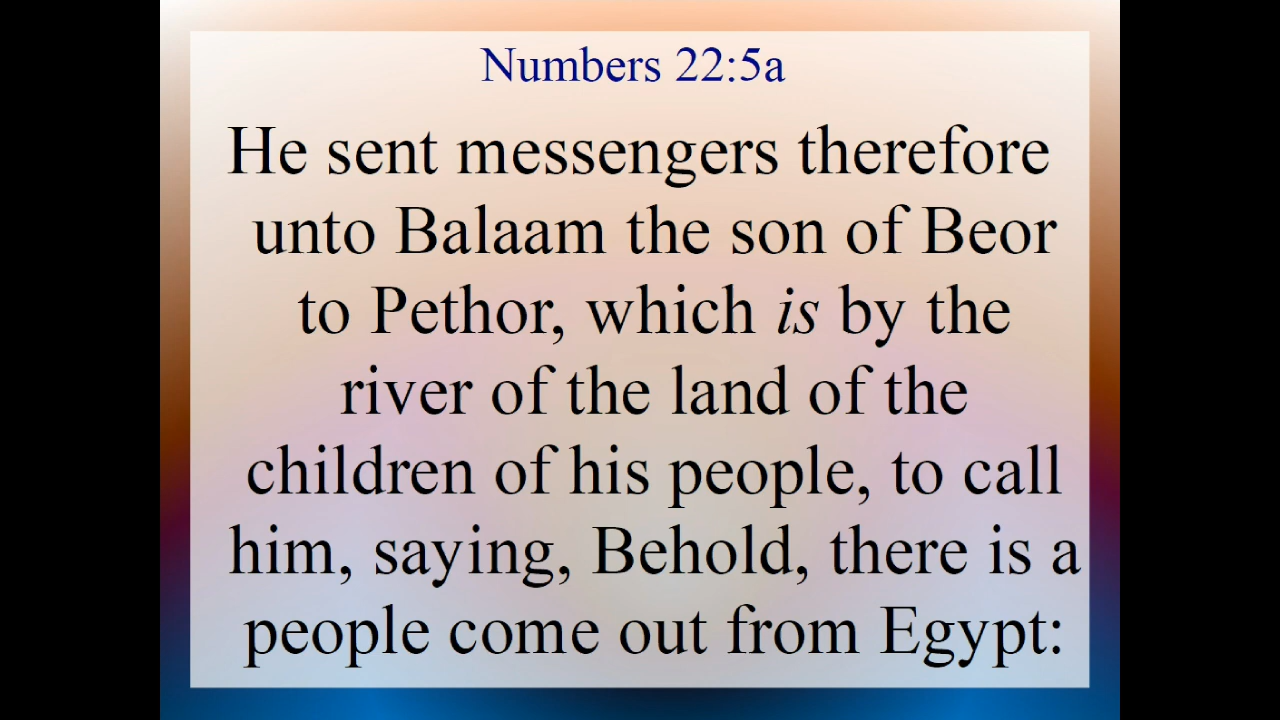 Numbers 22:5a
He sent messengers therefore
unto Balaam the son of Beor
to Pethor, which is by the
river of the land of the
children of his people, to call
him, saying, Behold, there is a
people come out from Egypt: